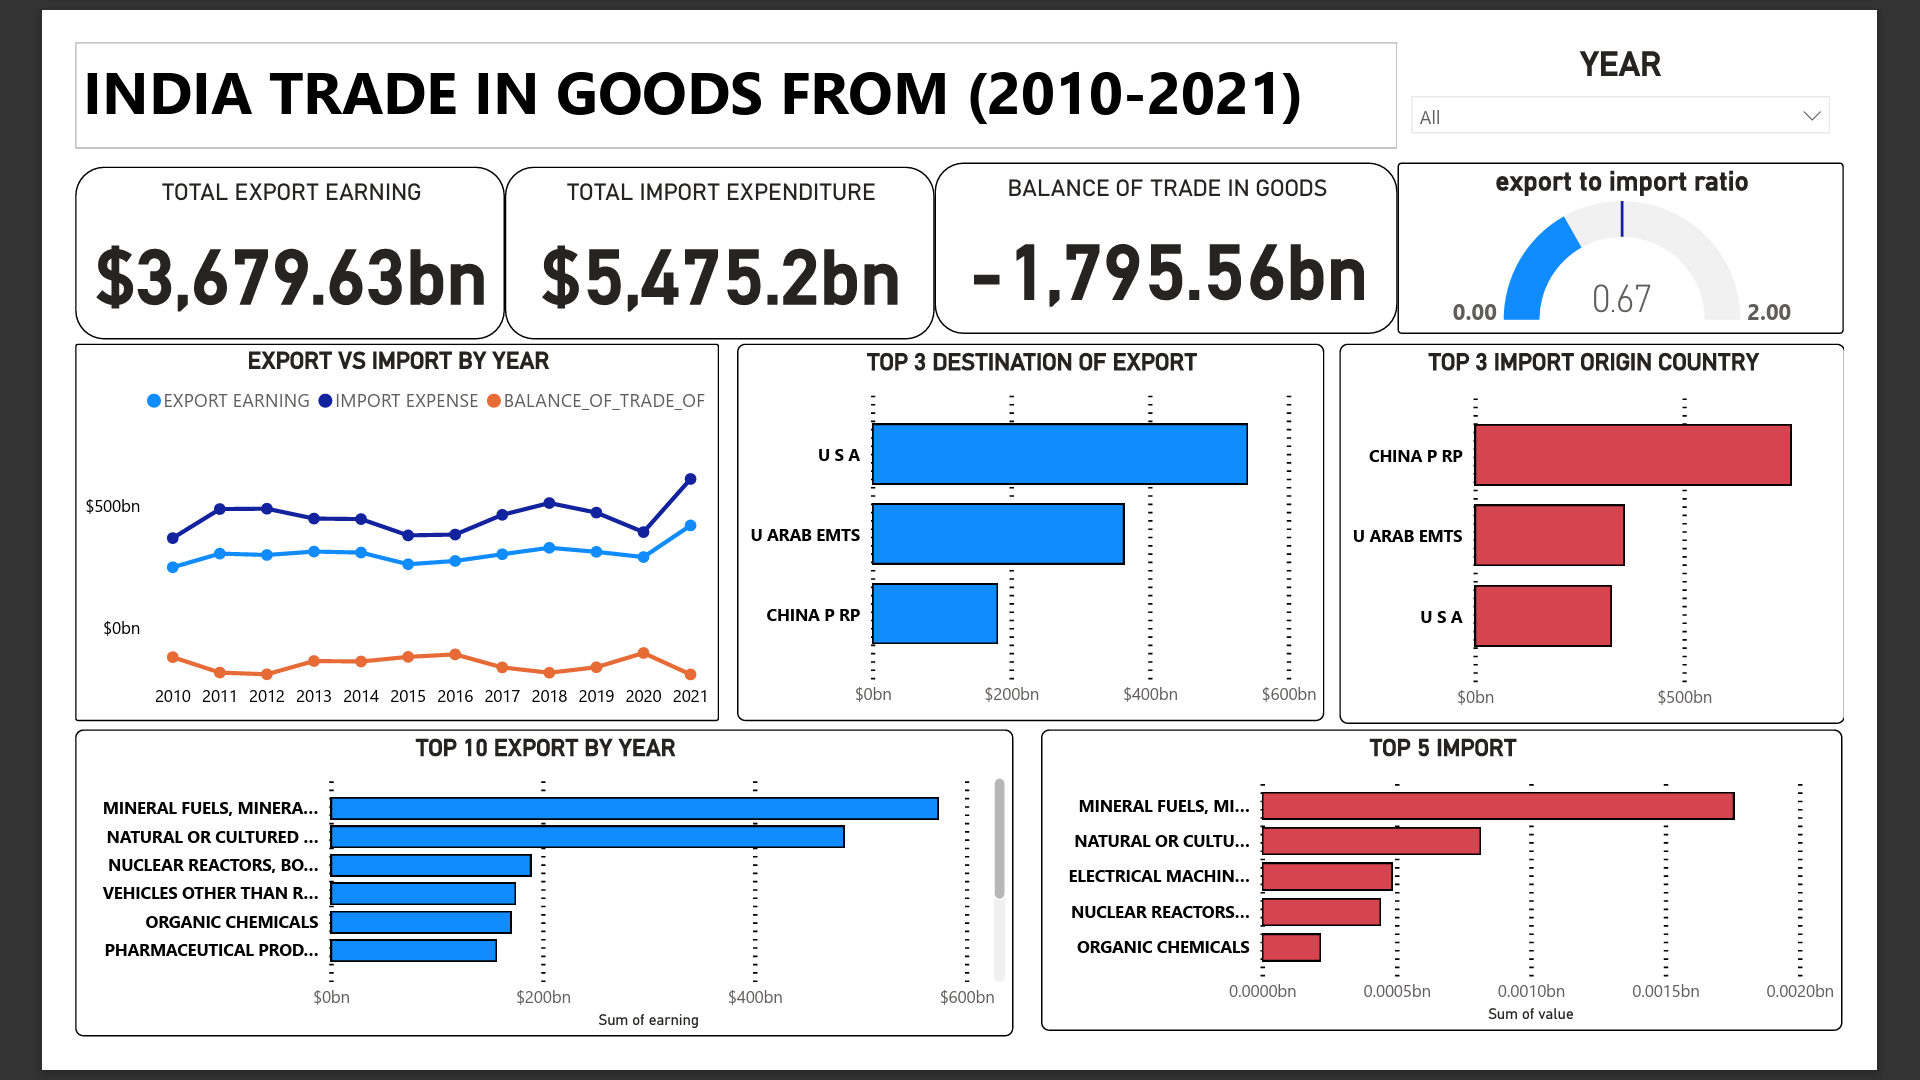 INDIA TRADE IN GOODS FROM (2010-2021)
YEAR
All
TOTAL EXPORT EARNING
$3,679.63bn
TOTAL IMPORT EXPENDITURE
$5,475.2bn
BALANCE OF TRADE IN GOODS
-1,795.56bn
export to import ratio
0.00
0.67
2.00
EXPORT VS IMPORT BY YEAR
EXPORT EARNING IMPORT EXPENSE BALANCE_OF_TRADE_OF
$500bn
$0bn
2010 2011 2012 2013 2014 2015 2016 2017 2018 2019 2020 2021
TOP 3 DESTINATION OF EXPORT
U S A
U ARAB EMTS
CHINA P RP
$0bn $200bn $400bn $600bn
TOP 3 IMPORT ORIGIN COUNTRY
CHINA P RP
U ARAB EMTS
U S A
$0bn $500bn
TOP 10 EXPORT BY YEAR
MINERAL FUELS, MINERA...
NATURAL OR CULTURED ...
NUCLEAR REACTORS, BO...
VEHICLES OTHER THAN R...
ORGANIC CHEMICALS
PHARMACEUTICAL PROD...
$0bn $200bn $400bn $600bn
Sum of earning
TOP 5 IMPORT
MINERAL FUELS, MI...
NATURAL OR CULTU...
ELECTRICAL MACHIN...
NUCLEAR REACTORS...
ORGANIC CHEMICALS
0.0000bn 0.0005bn 0.0010bn 0.0015bn 0.0020bn
Sum of value